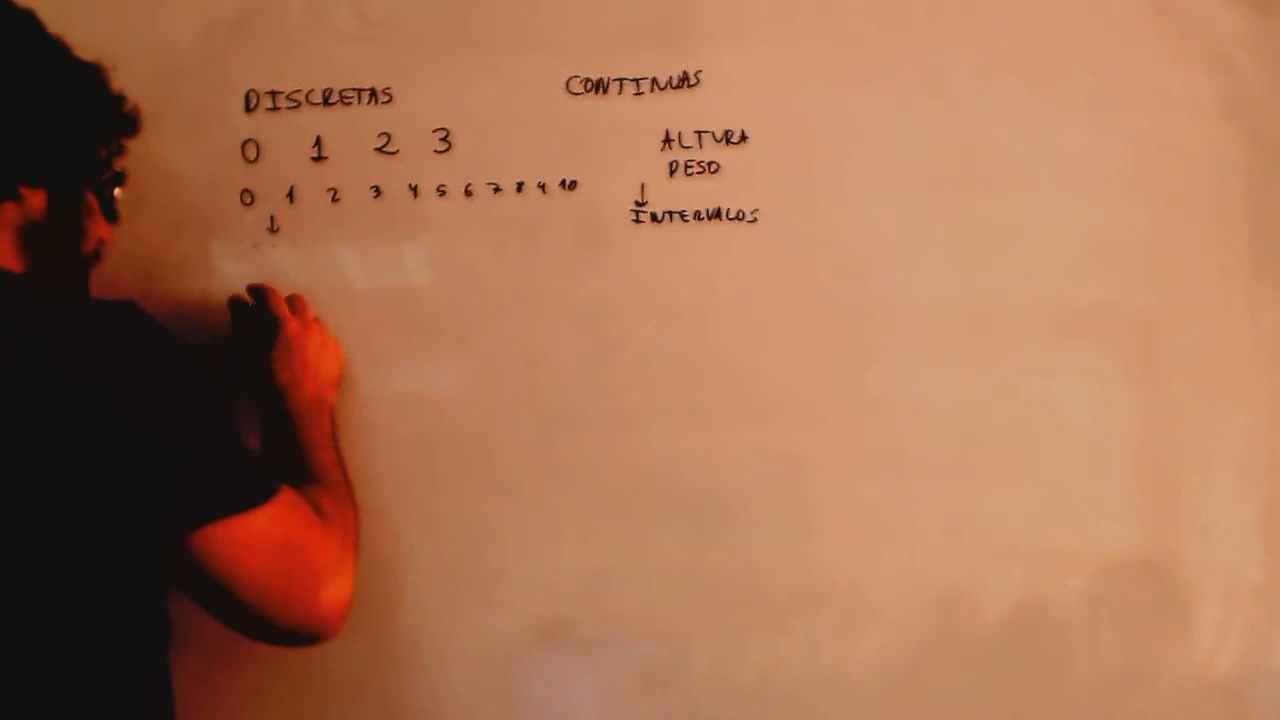 DISCRETAS
0 1 2 3
0 1 2 3 4 5 6 7 8 9 10
↓
CONTINUAS
ALTURA
PESO
↓
INTERVALOS